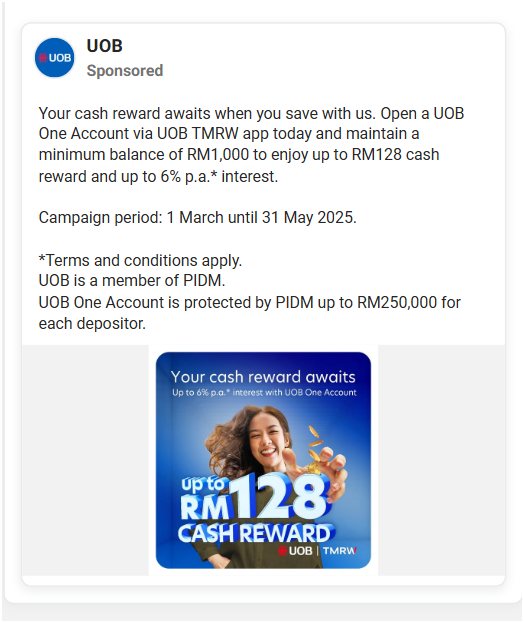 UOB
UOB
Sponsored
Your cash reward awaits when you save with us. Open a UOB
One Account via UOB TMRW app today and maintain a
minimum balance of RM1,000 to enjoy up to RM128 cash
reward and up to 6% p.a.* interest.
Campaign period: 1 March until 31 May 2025.
*Terms and conditions apply.
UOB is a member of PIDM.
UOB One Account is protected by PIDM up to RM250,000 for
each depositor.
Your cash reward awaits
Up to 6% p.a.* interest with UOB One Account
up to
RM128
CASH REWARD
UOB | TMRW